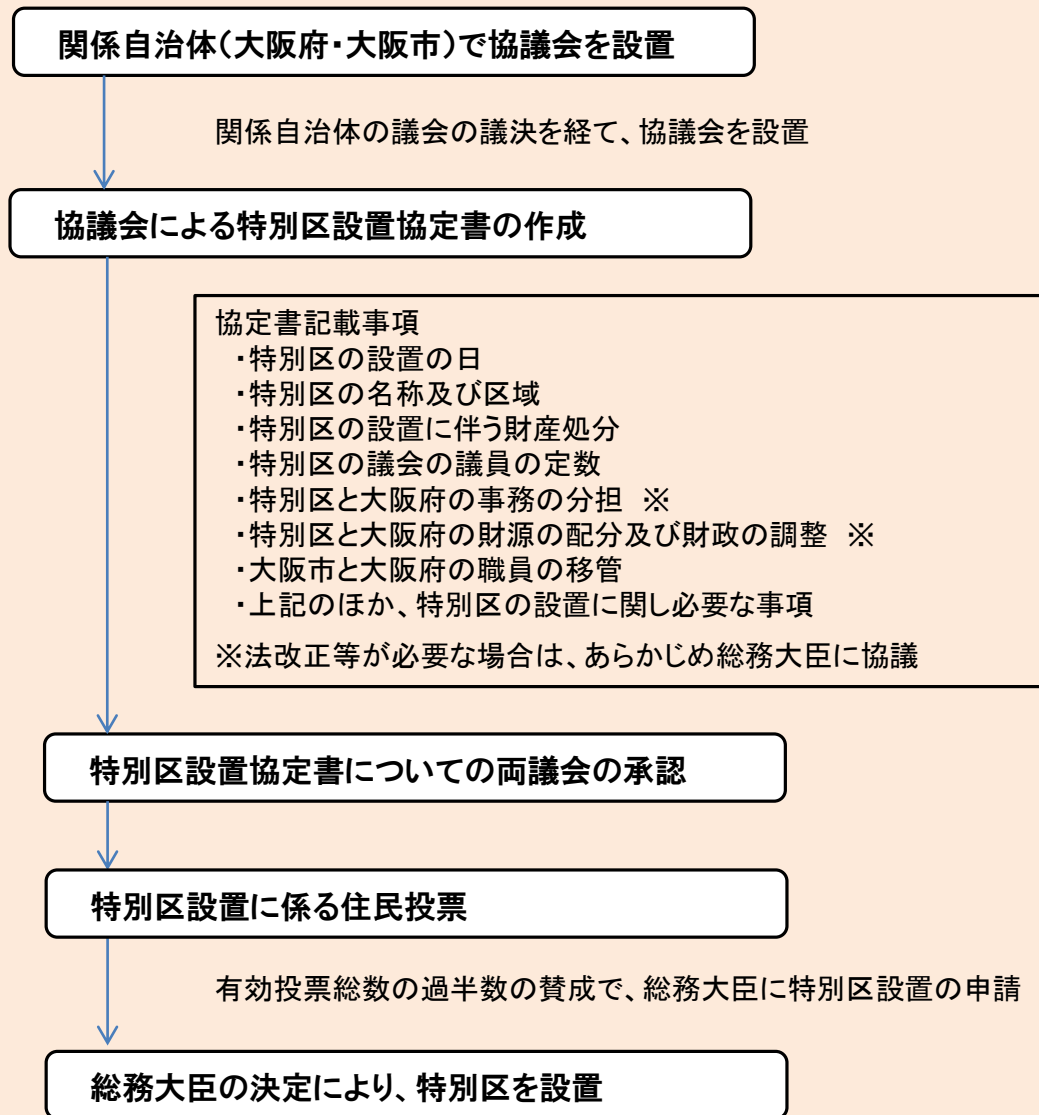 関係自治体(大阪府・大阪市)で協議会を設置
関係自治体の議会の議決を経て、協議会を設置
協議会による特別区設置協定書の作成
協定書記載事項
・特別区の設置の日
・特別区の名称及び区域
・特別区の設置に伴う財産処分
・特別区の議会の議員の定数
・特別区と大阪府の事務の分担 ※
・特別区と大阪府の財源の配分及び財政の調整 ※
・大阪市と大阪府の職員の移管
・上記のほか、特別区の設置に関し必要な事項
※法改正等が必要な場合は、あらかじめ総務大臣に協議
特別区設置協定書についての両議会の承認
特別区設置に係る住民投票
有効投票総数の過半数の賛成で、総務大臣に特別区設置の申請
総務大臣の決定により、特別区を設置